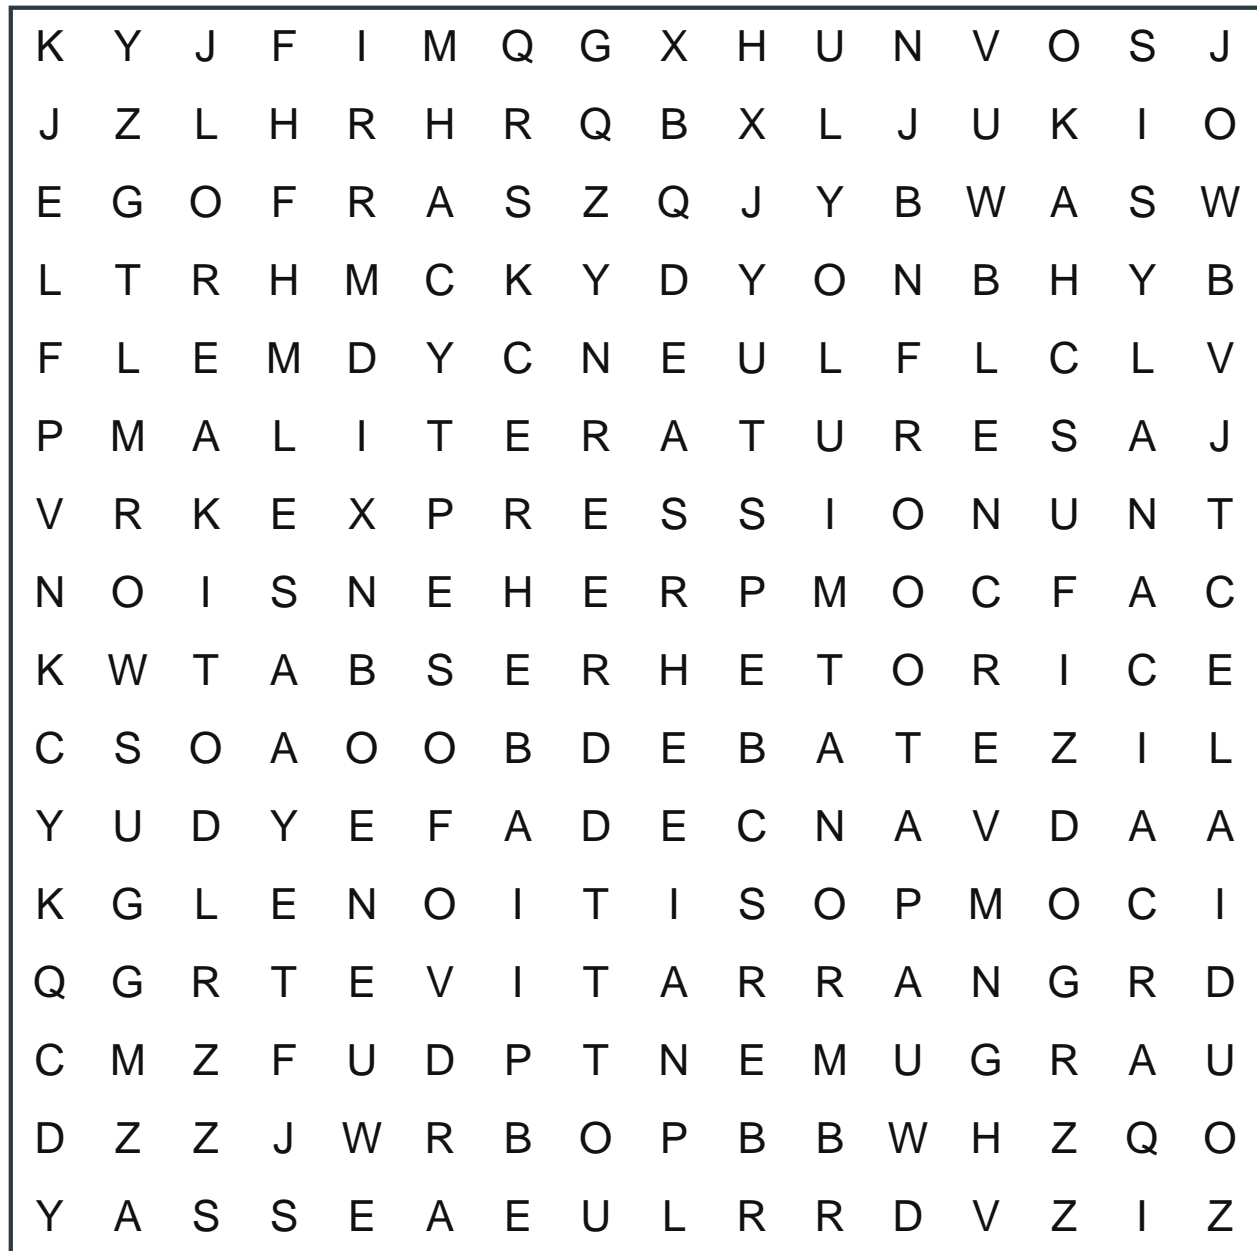 K Y J F I M Q G X H U N V O S J
J Z L H R H R Q B X L J U K I O
E G O F R A S Z Q J Y B W A S W
L T R H M C K Y D Y O N B H Y B
F L E M D Y C N E U L F L C L V
P M A L I T E R A T U R E S A J
V R K E X P R E S S I O N U N T
N O I S N E H E R P M O C F A C
K W T A B S E R H E T O R I C E
C S O A O O B D E B A T E Z I L
Y U D Y E F A D E C N A V D A A
K G L E N O I T I S O P M O C I
Q G R T E V I T A R R A N G R D
C M Z F U D P T N E M U G R A U
D Z Z J W R B O P B B W H Z Q O
Y A S S E A E U L R R D V Z I Z